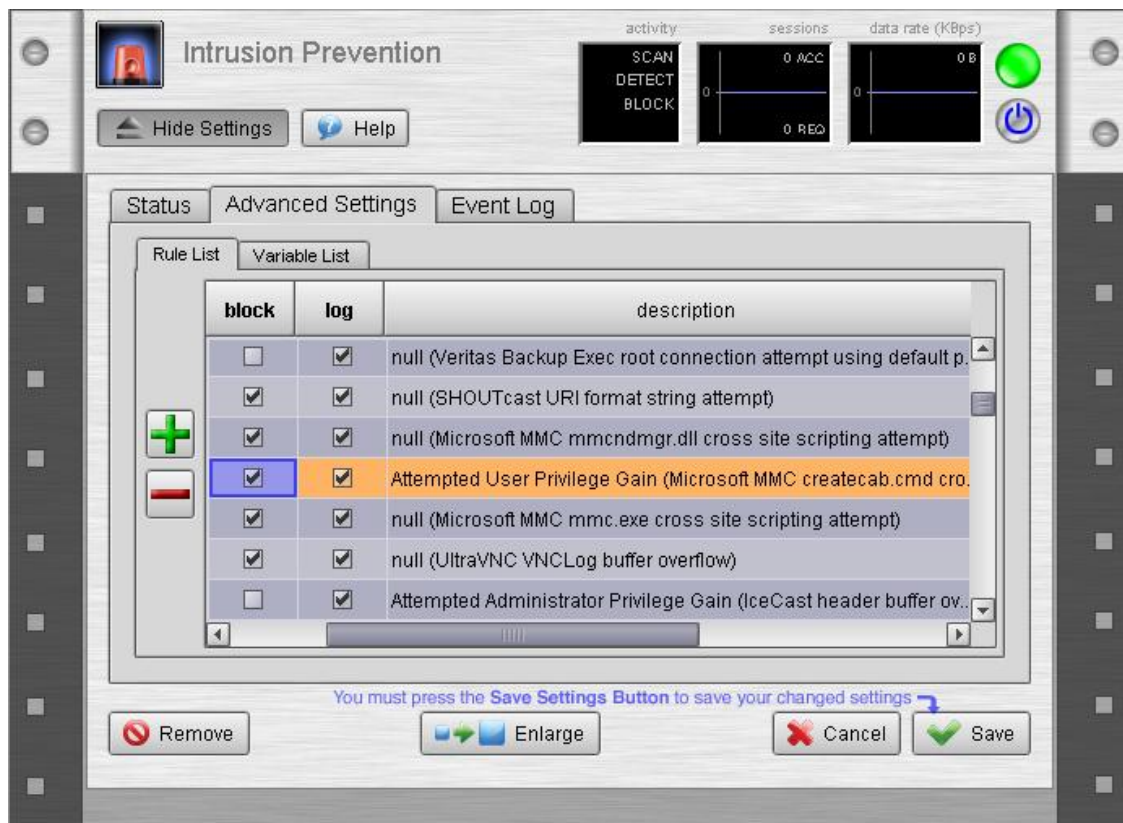 Intrusion Prevention
activity
sessions
data rate (KBps)
SCAN
DETECT
BLOCK
0 ACC
0
0 REQ
0 B
0
Hide Settings
Help
Status
Advanced Settings
Event Log
Rule List
Variable List
block
log
description
null (Veritas Backup Exec root connection attempt using default p.
null (SHOUTcast URI format string attempt)
null (Microsoft MMC mmcndmgr.dll cross site scripting attempt)
Attempted User Privilege Gain (Microsoft MMC createcab.cmd cro.
null (Microsoft MMC mmc.exe cross site scripting attempt)
null (UltraVNC VNCLog buffer overflow)
Attempted Administrator Privilege Gain (IceCast header buffer ov..
You must press the Save Settings Button to save your changed settings
Remove
Enlarge
Cancel
Save